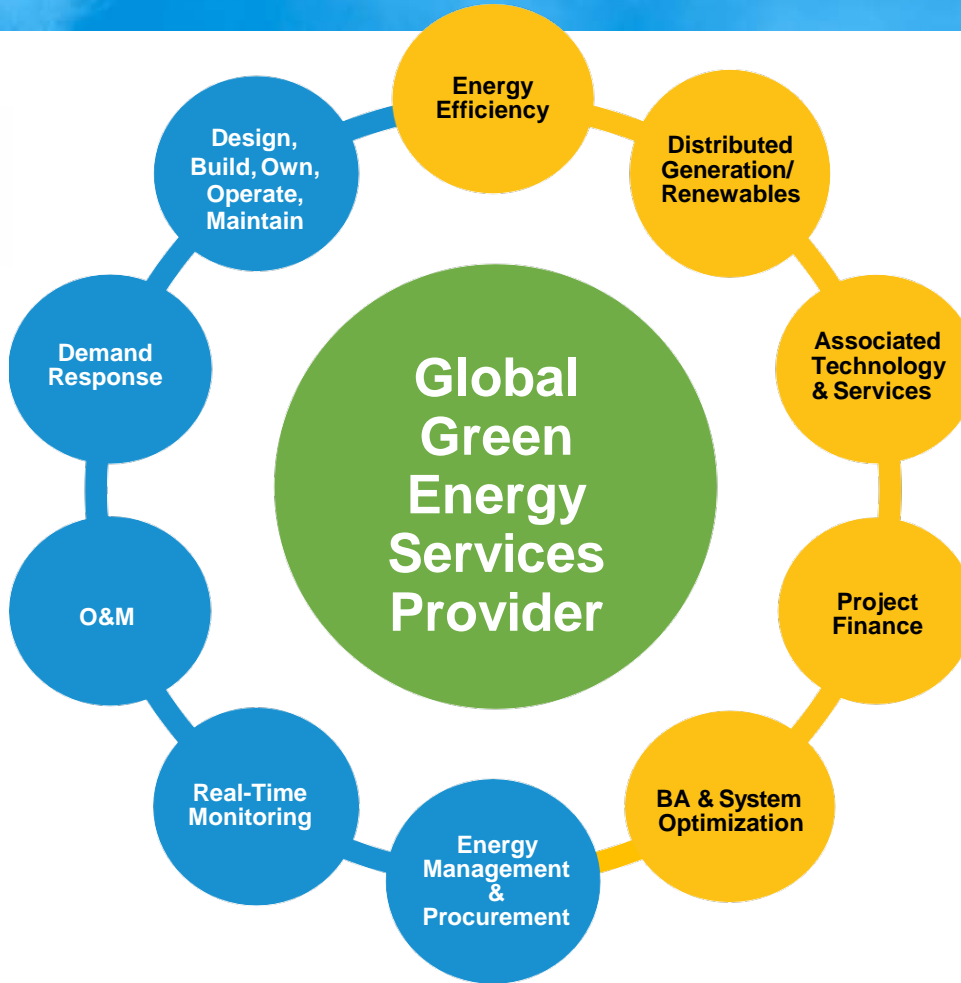 Energy
Efficiency
Distributed
Generation/
Renewables
Associated
Technology
& Services
Project
Finance
BA & System
Optimization
Energy
Management
&
Procurement
Real-Time
Monitoring
O&M
Demand
Response
Design,
Build, Own,
Operate,
Maintain
Global
Green
Energy
Services
Provider